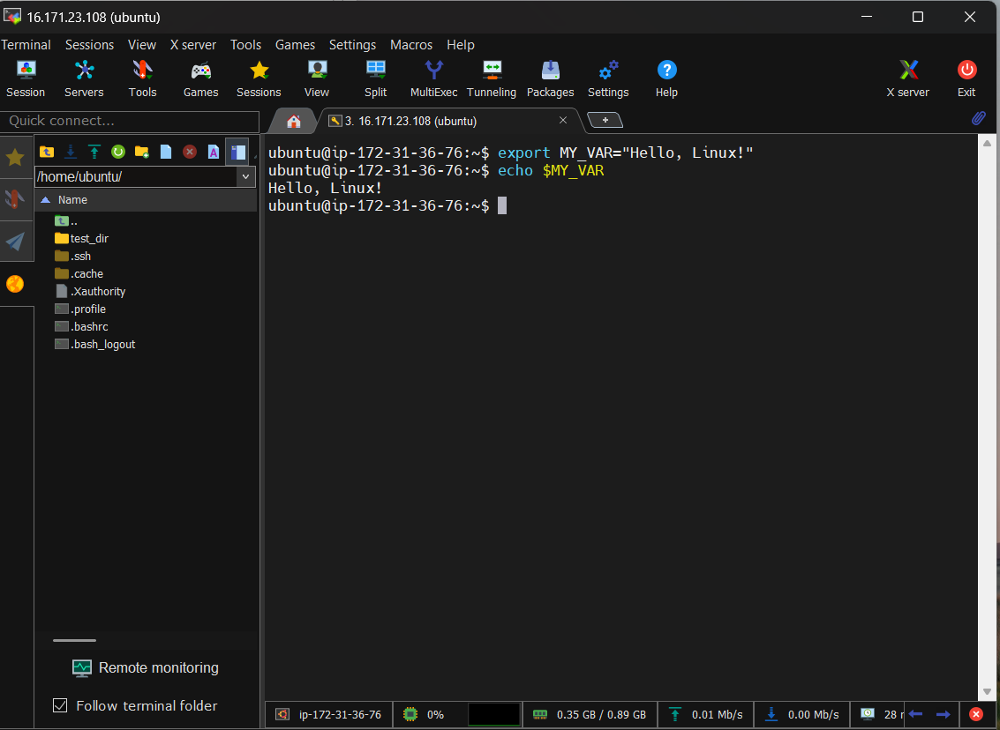 16.171.23.108 (ubuntu)
Terminal Sessions View X server Tools Games Settings Macros Help
Session Servers Tools Games Sessions View Split MultiExec Tunneling Packages Settings Help X server Exit
Quick connect...
3. 16.171.23.108 (ubuntu)
/home/ubuntu/
Name
..
test_dir
.ssh
.cache
.Xauthority
.profile
.bashrc
.bash_logout
Remote monitoring
Follow terminal folder
ubuntu@ip-172-31-36-76:~$ export MY_VAR="Hello, Linux!"
ubuntu@ip-172-31-36-76:~$ echo $MY_VAR
Hello, Linux!
ubuntu@ip-172-31-36-76:~$
ip-172-31-36-76 0% 0.35 GB / 0.89 GB 0.01 Mb/s 0.00 Mb/s 28